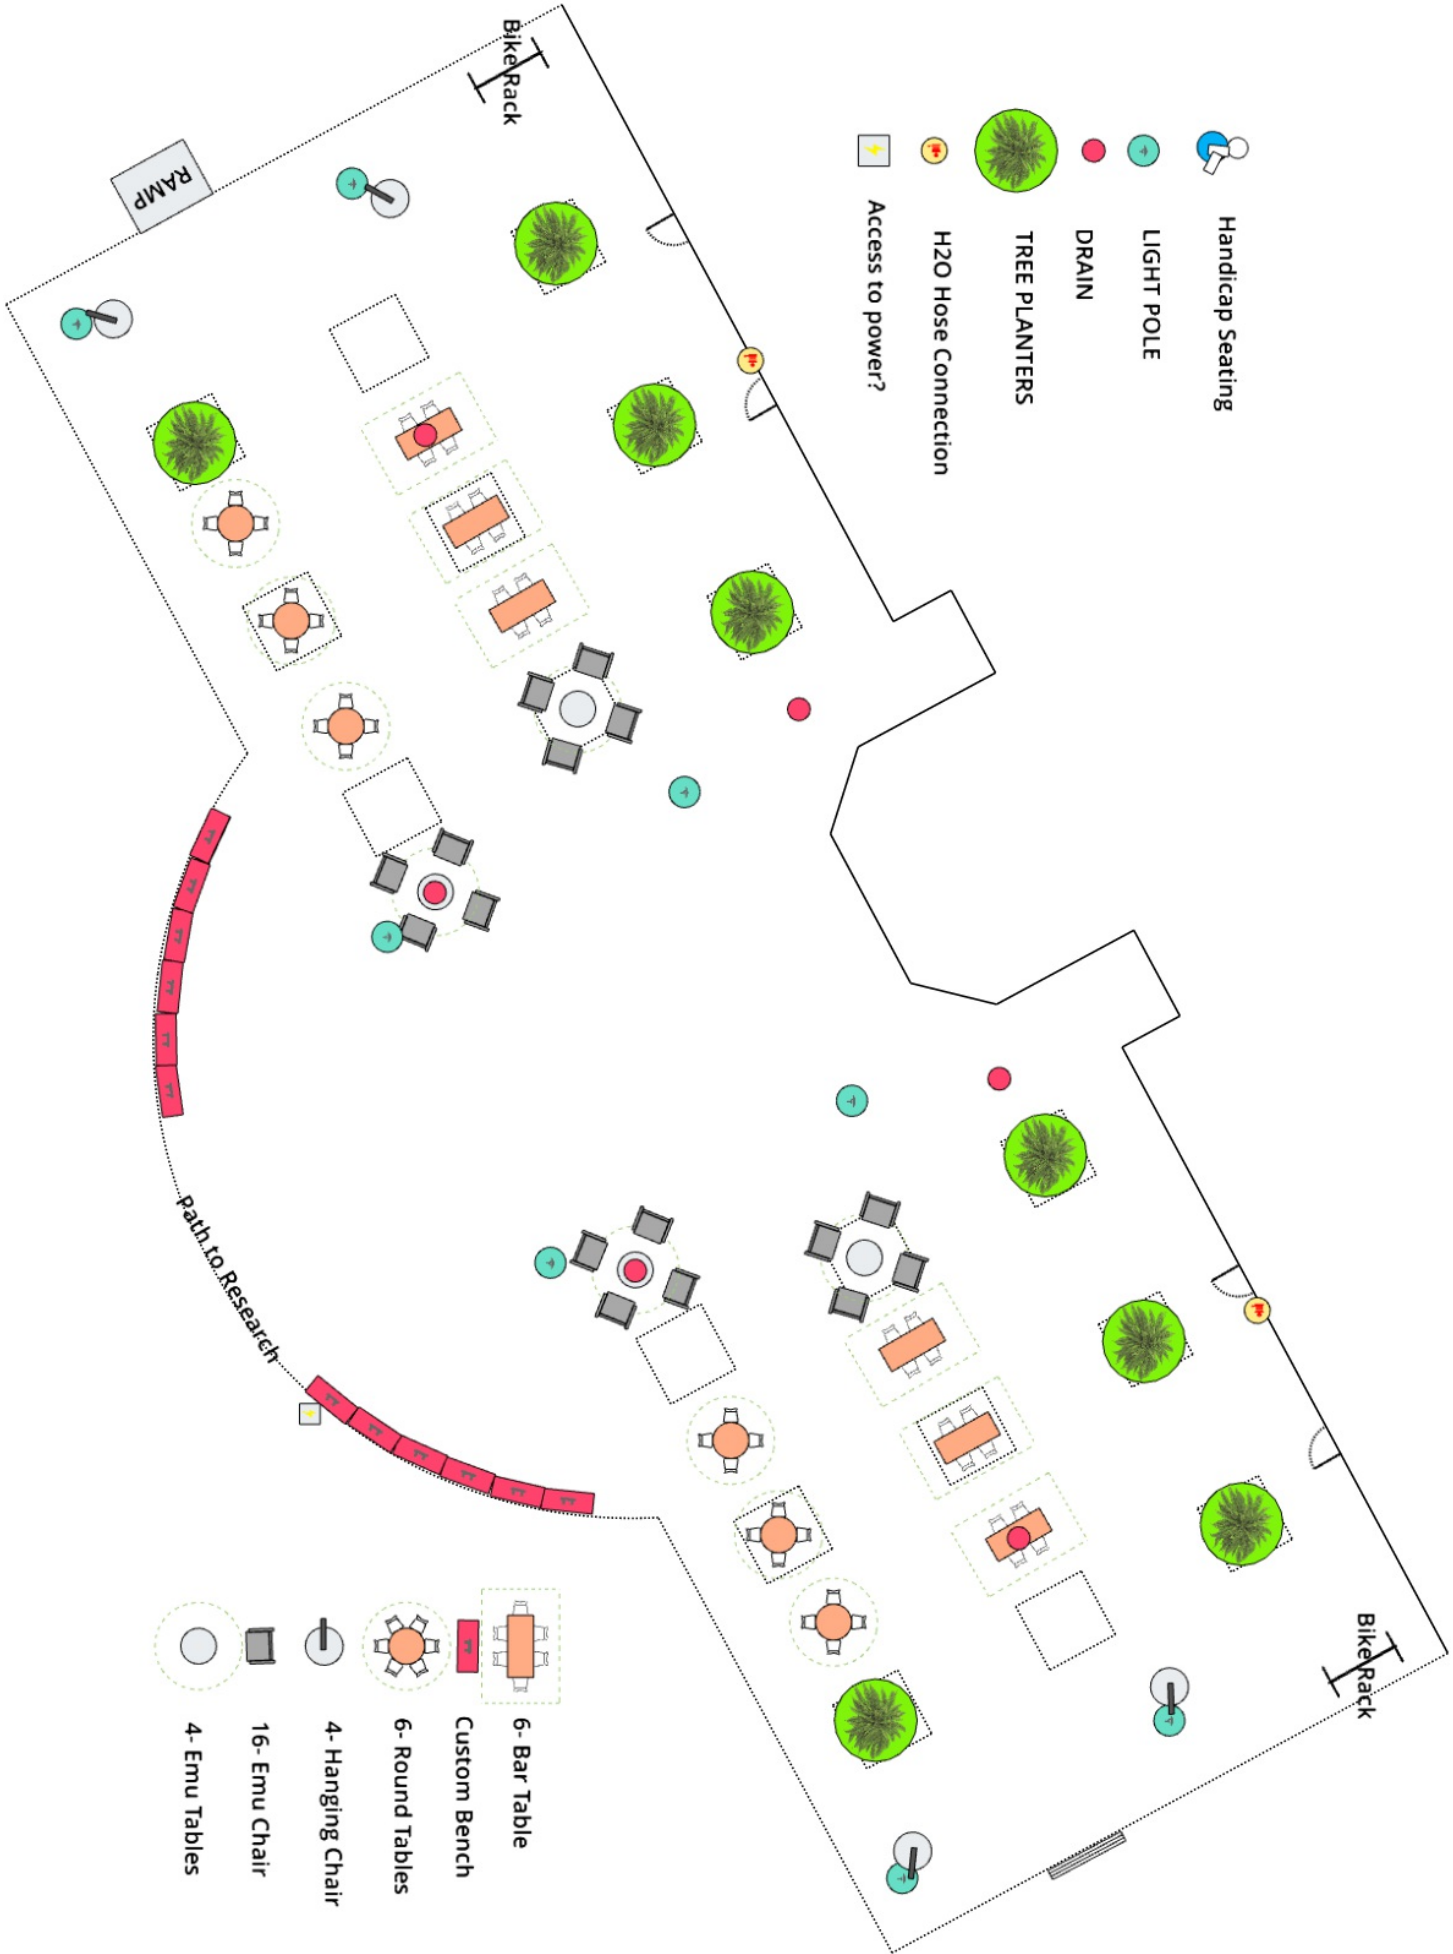 Handicap Seating
LIGHT POLE
DRAIN
TREE PLANTERS
H2O Hose Connection
Access to power?
Bike Rack
RAMP
Path to Research
Bike Rack
6- Bar Table
Custom Bench
6- Round Tables
4- Hanging Chair
16- Emu Chair
4- Emu Tables